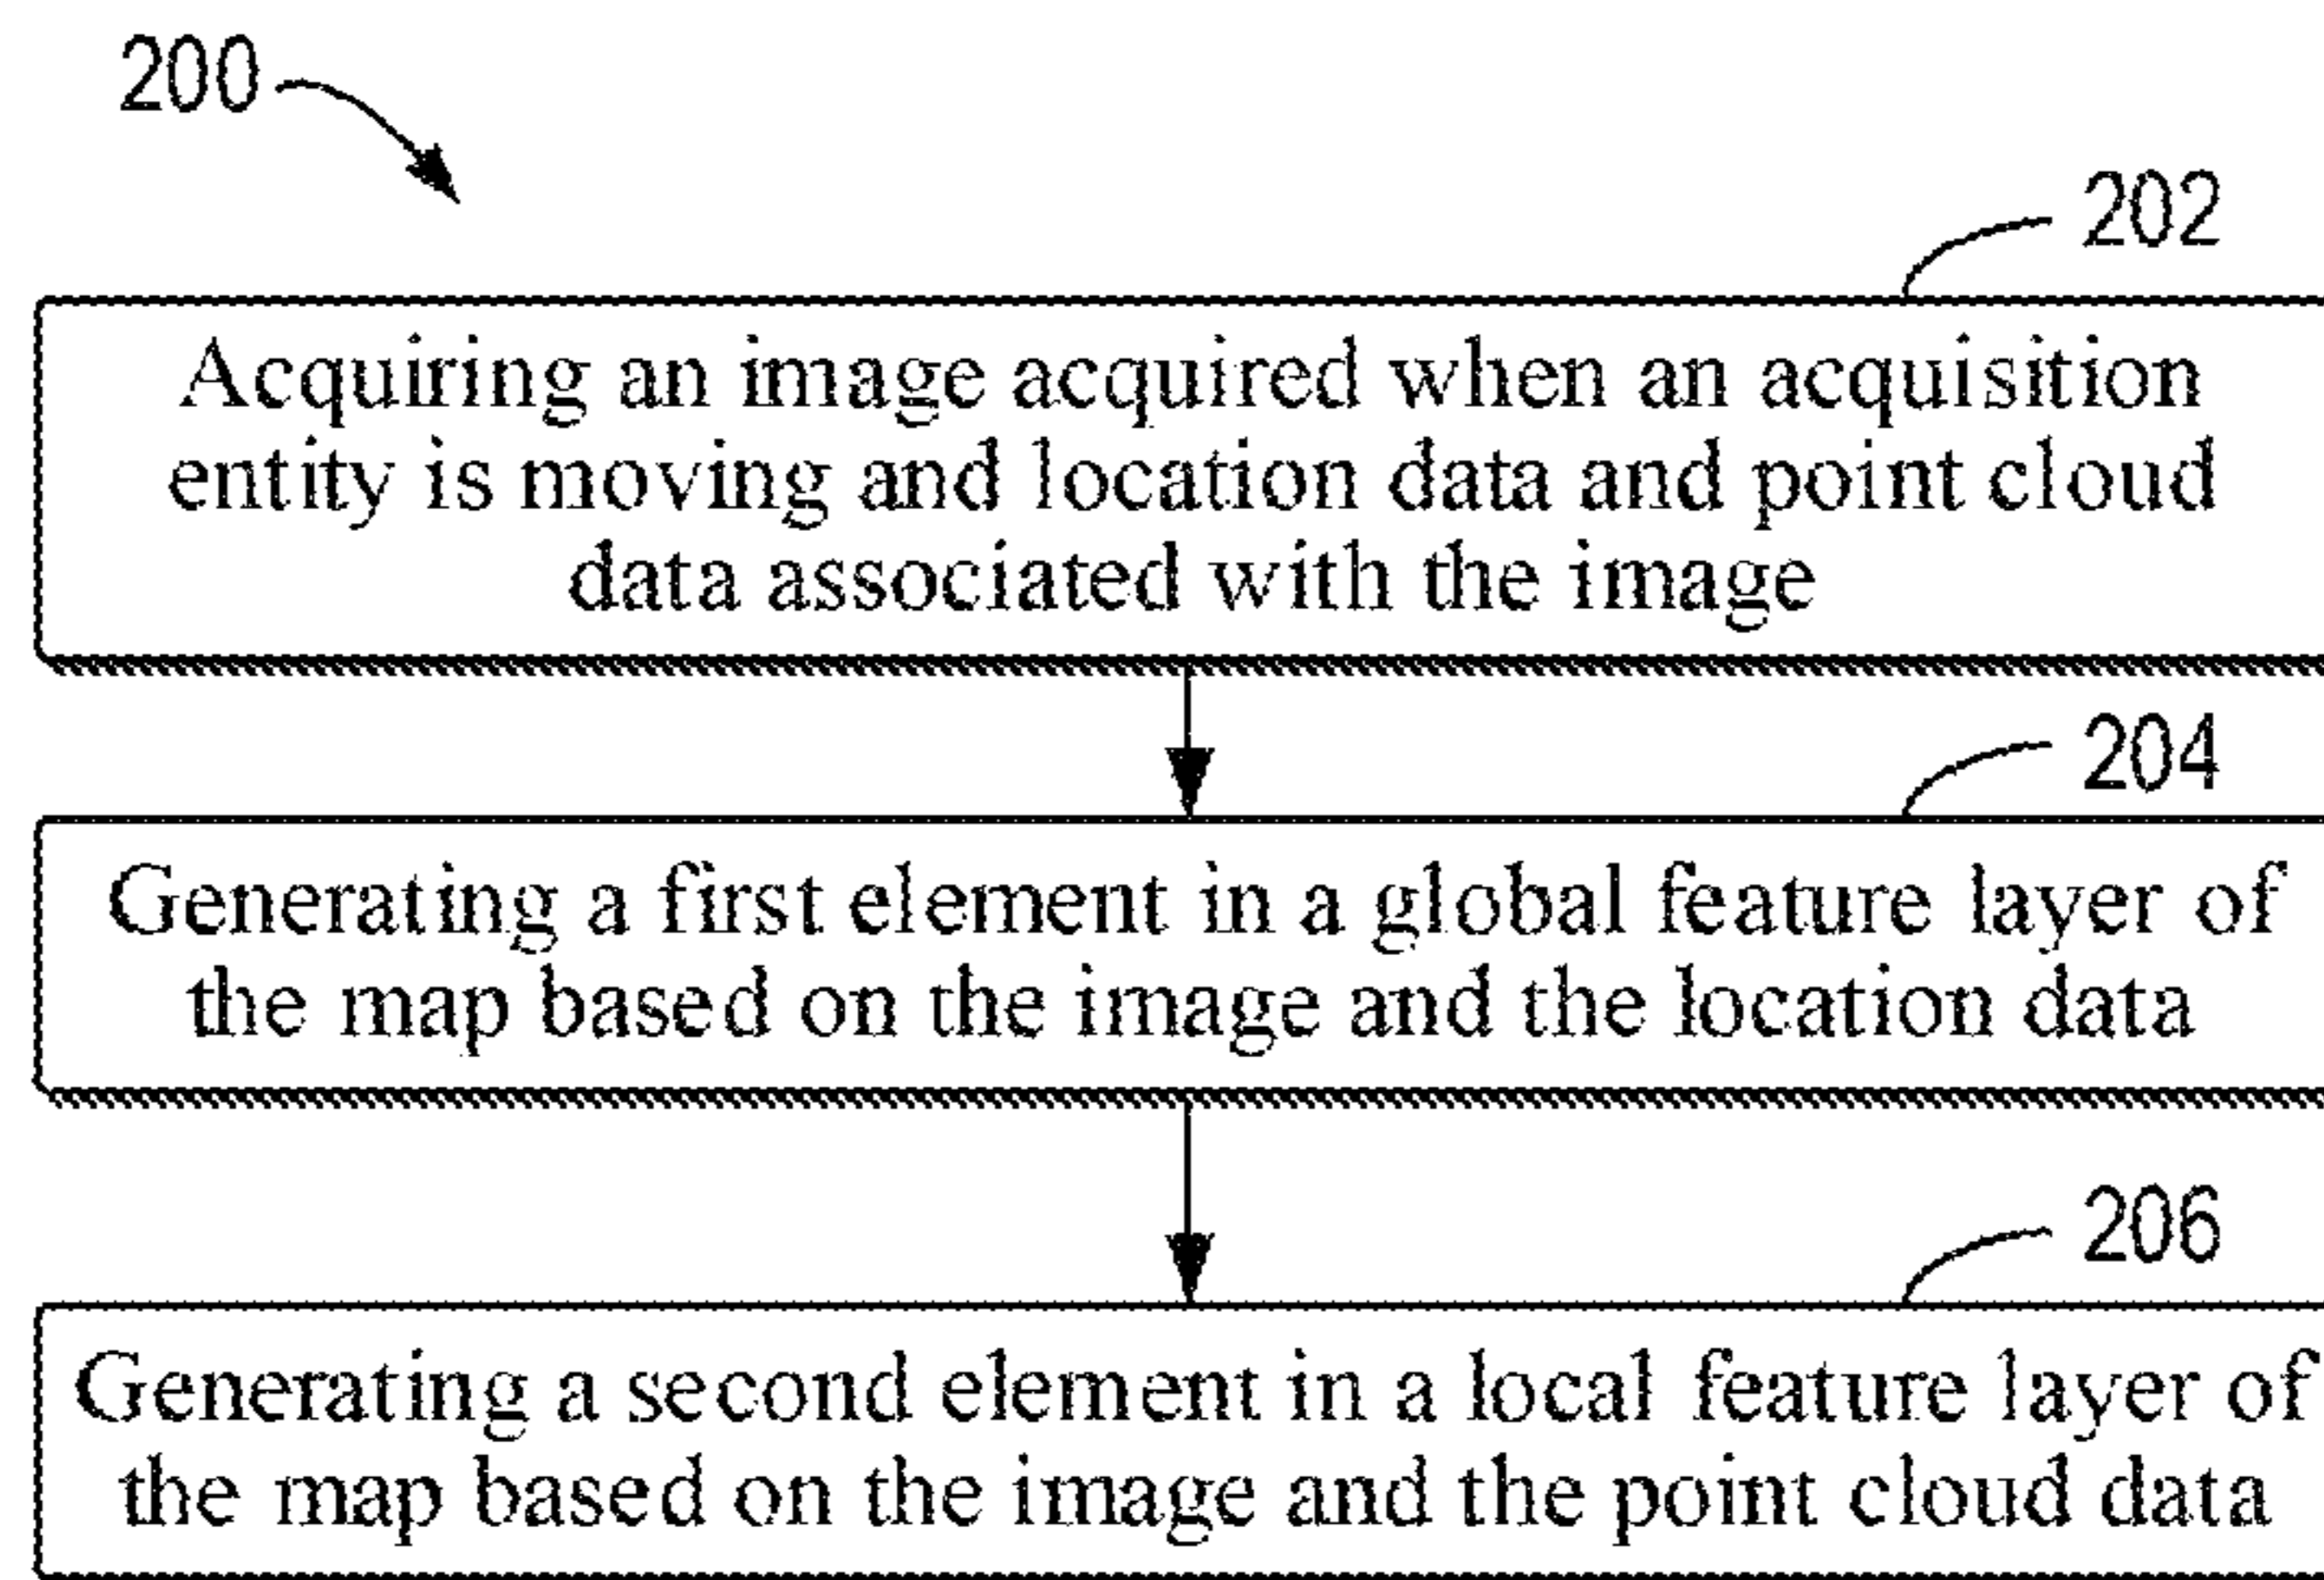 200
202
Acquiring an image acquired when an acquisition
entity is moving and location data and point cloud
data associated with the image
204
Generating a first element in a global feature layer of
the map based on the image and the location data
206
Generating a second element in a local feature layer of
the map based on the image and the point cloud data